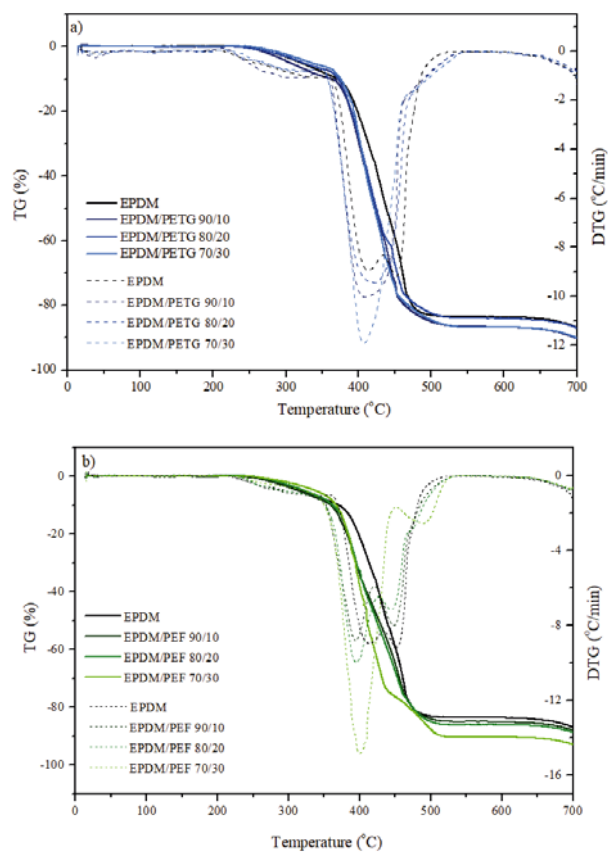 a)
0
-20
-40
-60
-80
-100
TG (%)
0
-2
-4
-6
-8
-10
-12
DTG (°C/min)
EPDM
EPDM/PETG 90/10
EPDM/PETG 80/20
EPDM/PETG 70/30
EPDM
EPDM/PETG 90/10
EPDM/PETG 80/20
EPDM/PETG 70/30
0 100 200 300 400 500 600 700
Temperature (°C)
b)
0
-20
-40
-60
-80
-100
TG (%)
0
-4
-8
-12
-16
DTG (°C/min)
EPDM
EPDM/PEF 90/10
EPDM/PEF 80/20
EPDM/PEF 70/30
EPDM
EPDM/PEF 90/10
EPDM/PEF 80/20
EPDM/PEF 70/30
0 100 200 300 400 500 600 700
Temperature (°C)